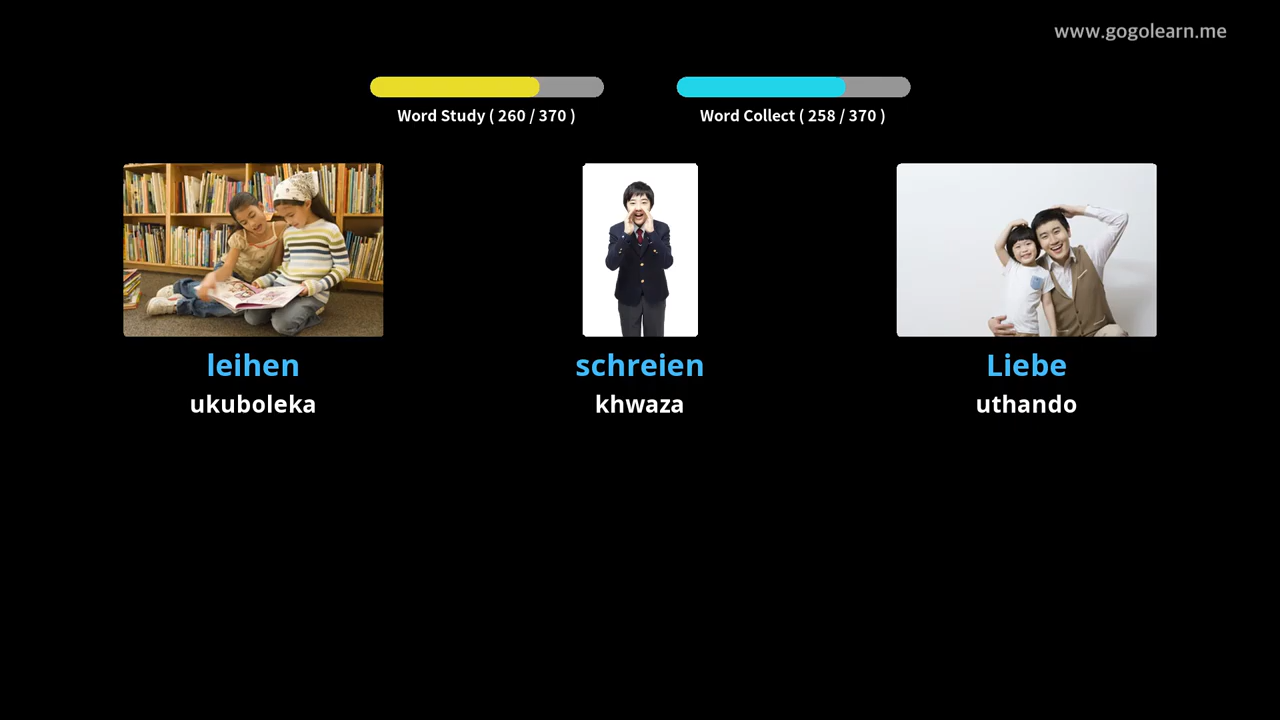 www.gogolearn.me
Word Study ( 260 / 370 )
Word Collect ( 258 / 370 )
leihen
schreien
Liebe
ukuboleka
khwaza
uthando